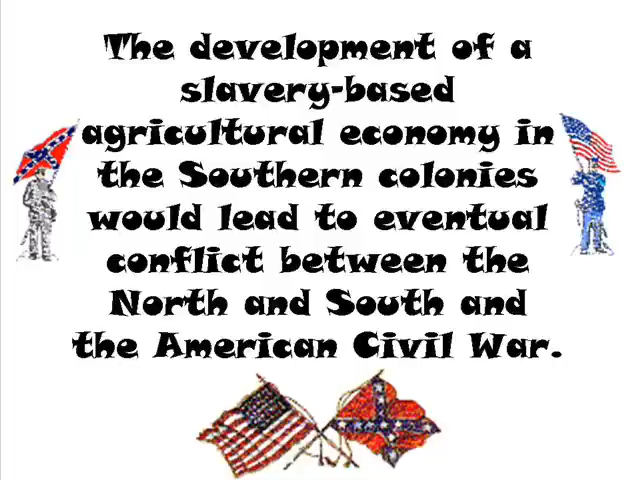 The development of a
slavery-based
agricultural economy in
the Southern colonies
would lead to eventual
conflict between the
North and South and
the American Civil War.